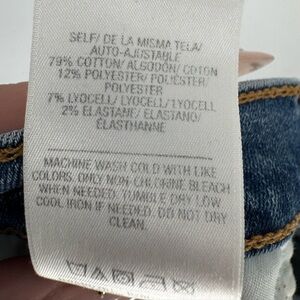 SELF/ DE LA MISMA TELA/
AUTO-AJUSTABLE
79% COTTON/ ALGODÓN/ COTON
12% POLYESTER/ POLIÉSTER/
POLYESTER
7% LYOCELL/ LYOCELL/ LYOCELL
2% ELASTANE/ ELASTANO/
ÉLASTHANNE
MACHINE WASH COLD WITH LIKE
COLORS. ONLY NON-CHLORINE BLEACH
WHEN NEEDED. TUMBLE DRY LOW
COOL IRON IF NEEDED. DO NOT DRY
CLEAN.